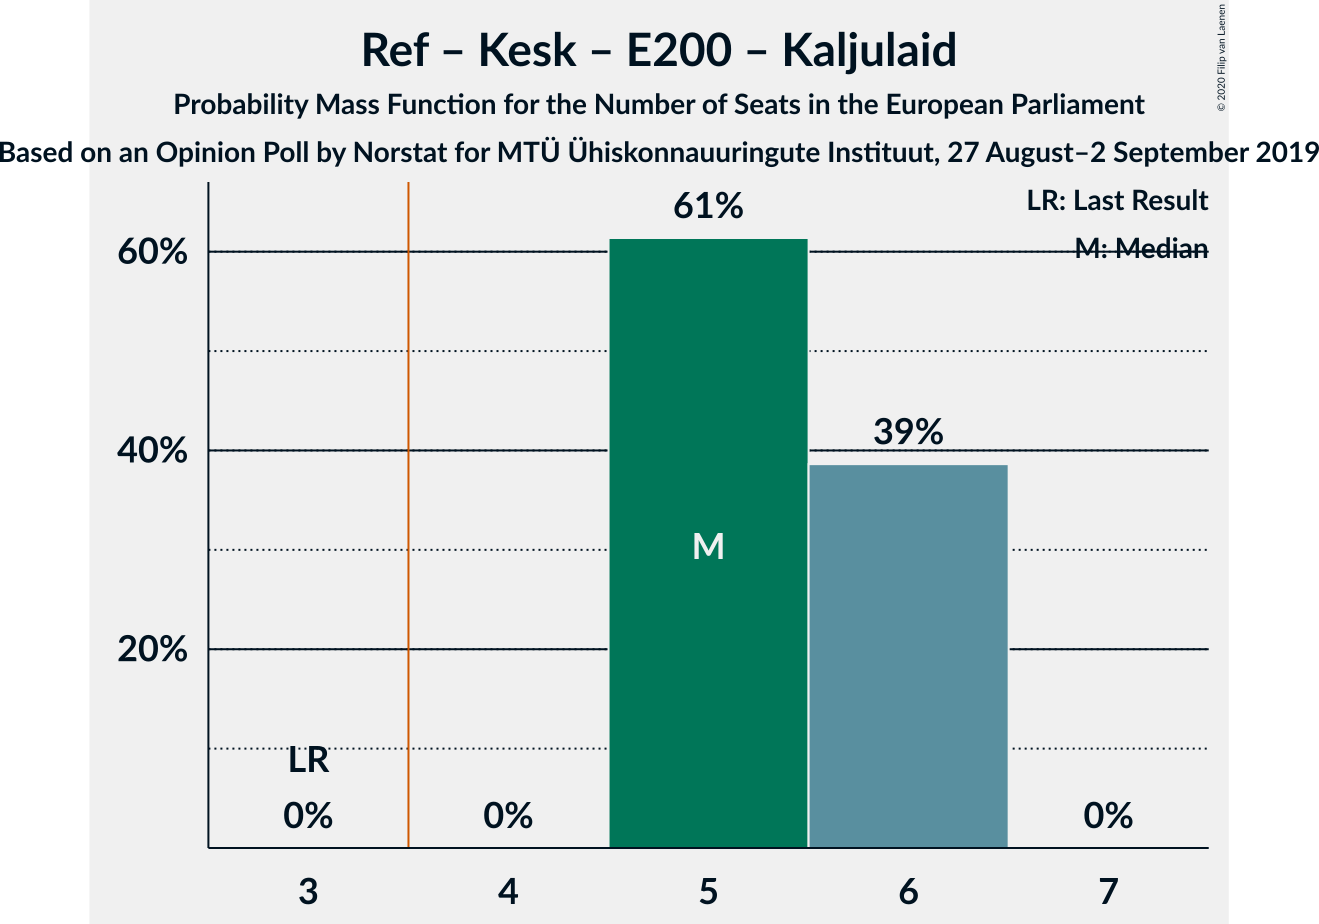 Ref – Kesk – E200 – Kaljulaid
Probability Mass Function for the Number of Seats in the European Parliament
Based on an Opinion Poll by Norstat for MTÜ Ühiskonnauuringute Instituut, 27 August–2 September 2019
© 2020 Filip van Laenen
LR: Last Result
M: Median
61%
60%
39%
40%
M
20%
LR
0%
0%
0%
3
4
5
6
7